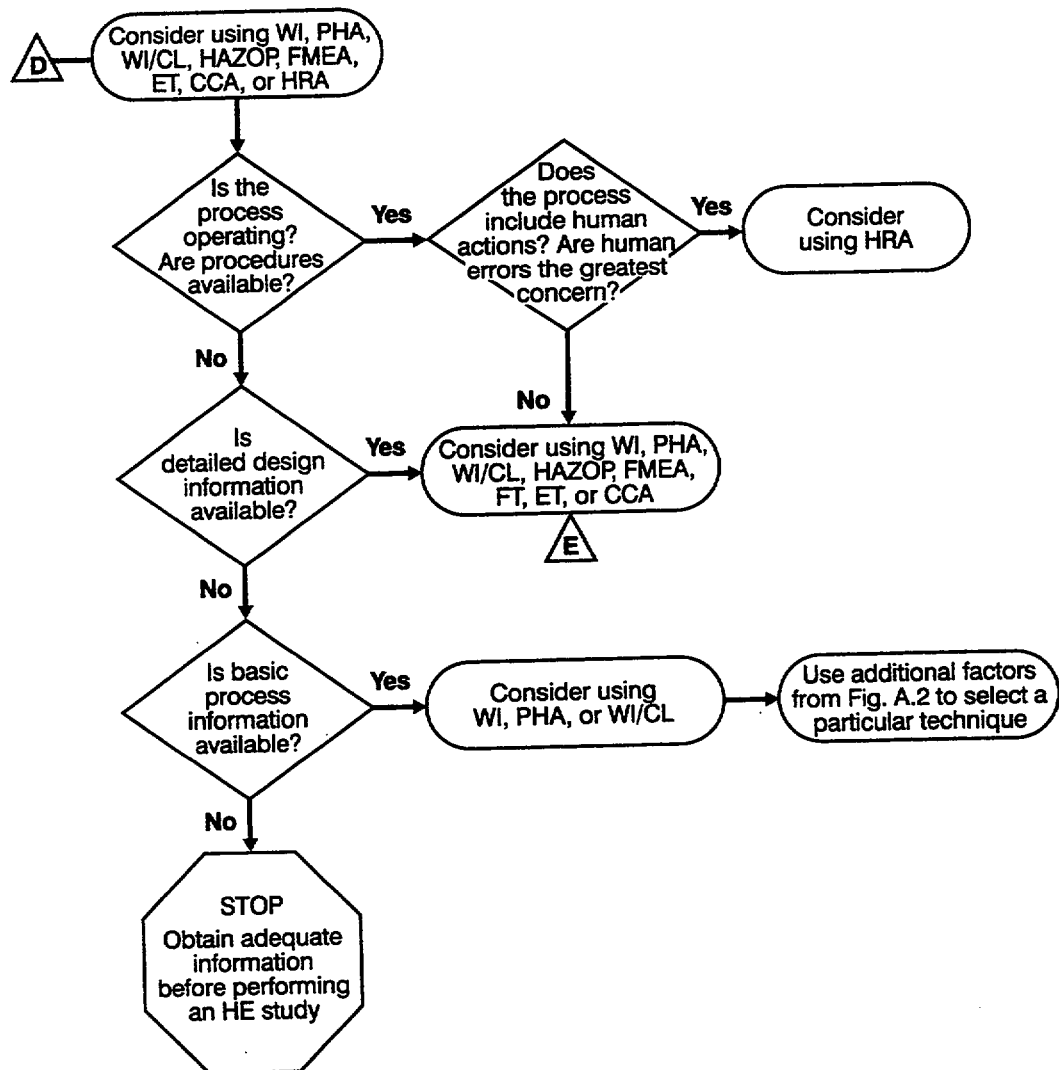 D
Consider using WI, PHA,
WI/CL, HAZOP, FMEA,
ET, CCA, or HRA
Is the
process
operating?
Are procedures
available?
Yes
Does
the process
include human
actions? Are human
errors the greatest
concern?
Yes
Consider
using HRA
No
No
Is
detailed design
information
available?
Yes
Consider using WI, PHA,
WI/CL, HAZOP, FMEA,
FT, ET, or CCA
E
No
Is basic
process
information
available?
Yes
Consider using
WI, PHA, or WI/CL
Use additional factors
from Fig. A.2 to select a
particular technique
No
STOP
Obtain adequate
information
before performing
an HE study